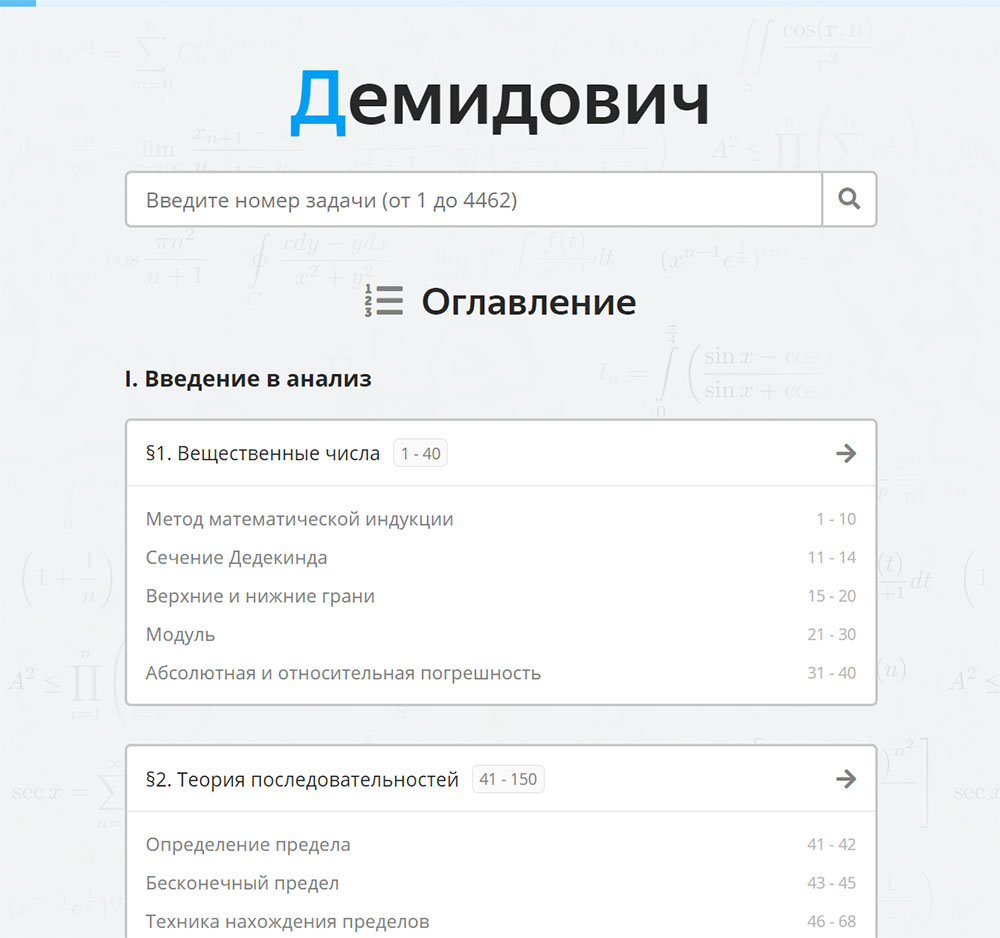 Демидович
Введите номер задачи (от 1 до 4462)
Оглавление
I. Введение в анализ
§1. Вещественные числа 1 - 40
Метод математической индукции 1 - 10
Сечение Дедекинда 11 - 14
Верхние и нижние грани 15 - 20
Модуль 21 - 30
Абсолютная и относительная погрешность 31 - 40
§2. Теория последовательностей 41 - 150
Определение предела 41 - 42
Бесконечный предел 43 - 45
Техника нахождения пределов 46 - 68